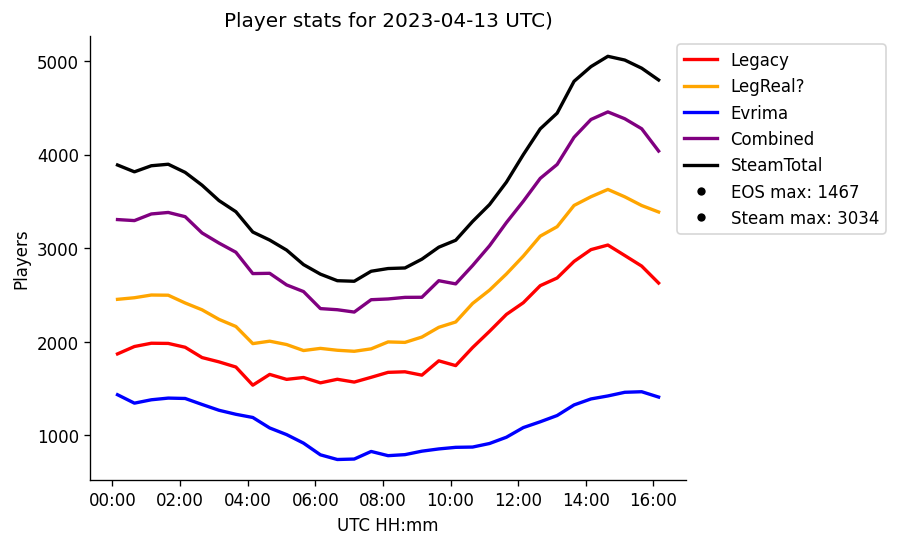 Player stats for 2023-04-13 UTC)
5000
4000
3000
2000
1000
Players
00:00 02:00 04:00 06:00 08:00 10:00 12:00 14:00 16:00
UTC HH:mm
Legacy
LegReal?
Evrima
Combined
SteamTotal
EOS max: 1467
Steam max: 3034